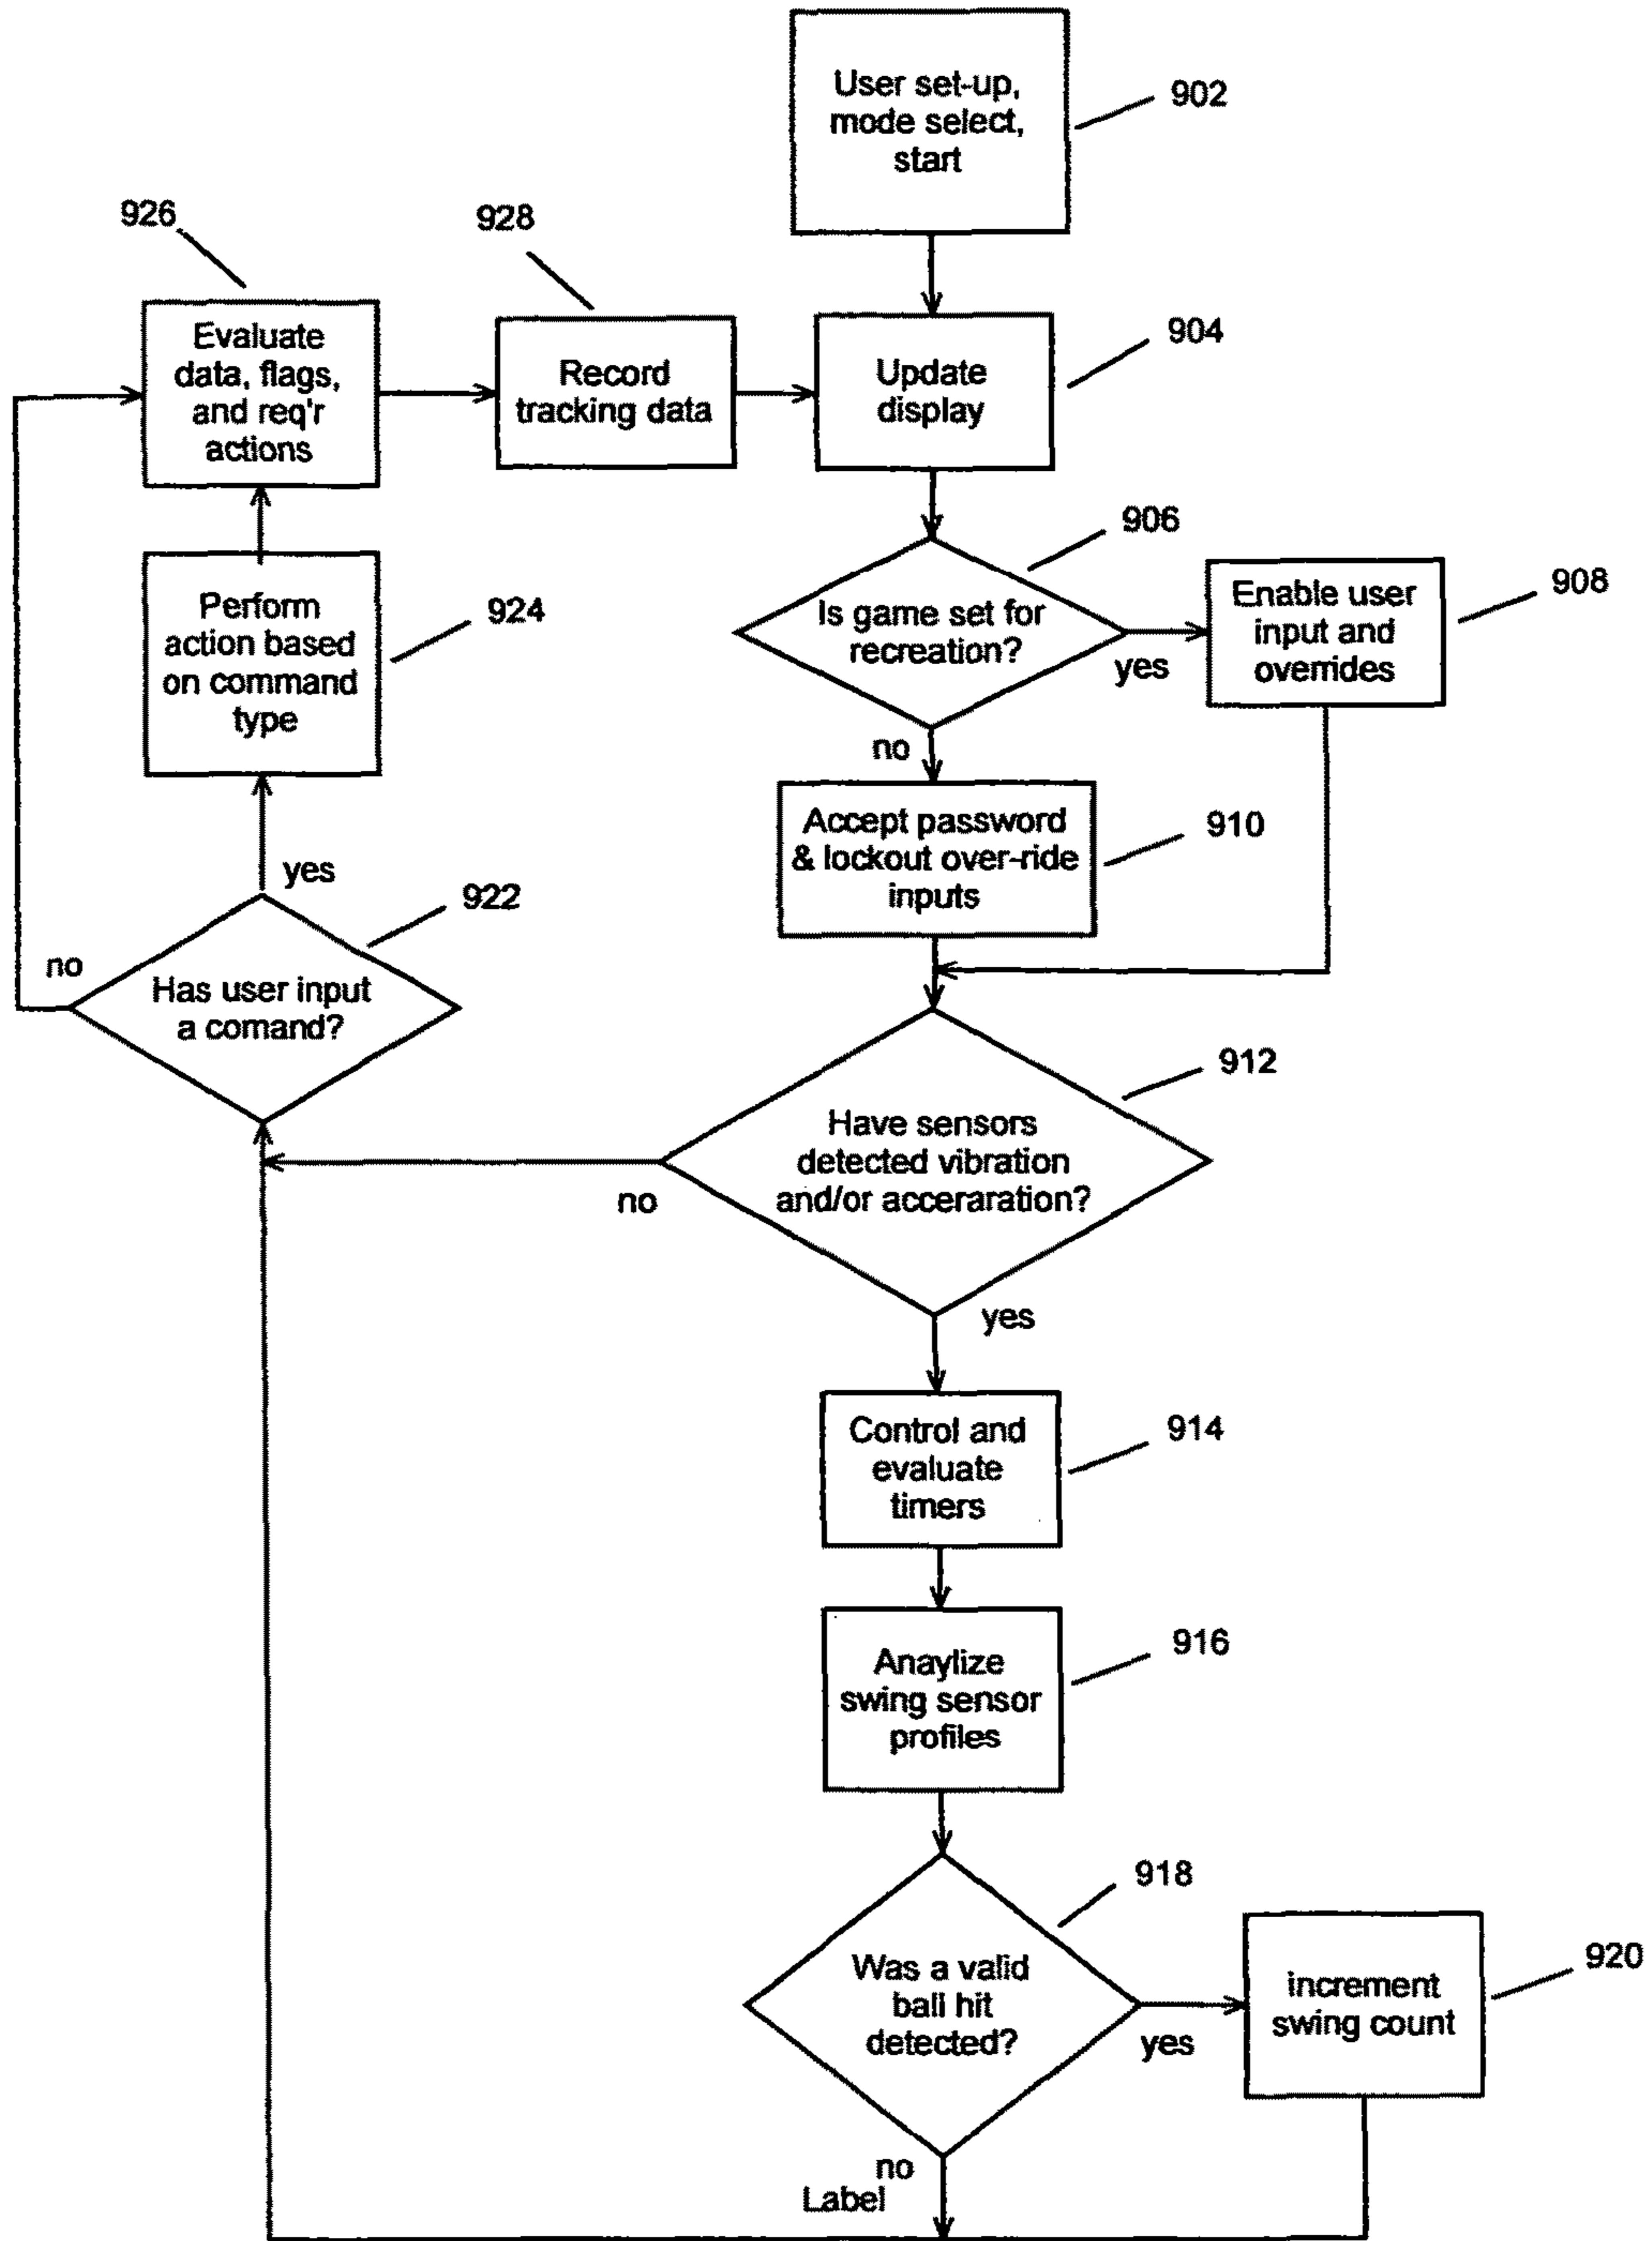 User set-up,
mode select,
start
902
926
928
Evaluate
data, flags,
and req'r
actions
Record
tracking data
Update
display
904
906
Is game set for
recreation?
yes
Enable user
input and
overrides
908
Perform
action based
on command
type
924
no
Accept password
& lockout over-ride
inputs
910
yes
922
no
Has user input
a comand?
912
Have sensors
detected vibration
and/or acceraration?
no
yes
Control and
evaluate
timers
914
Anaylize
swing sensor
profiles
916
918
Was a valid
ball hit
detected?
yes
increment
swing count
920
no
Label